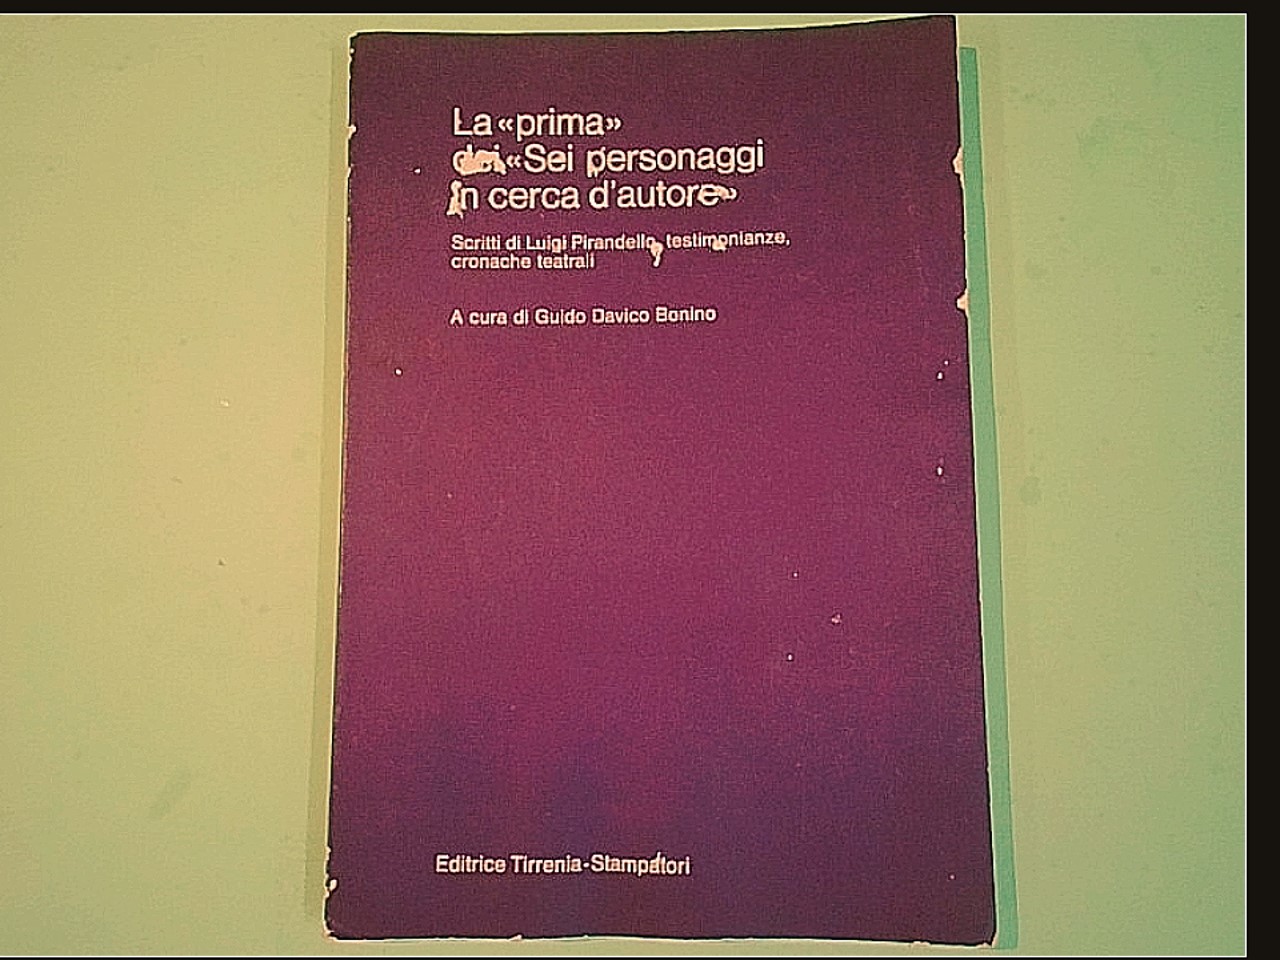 La «prima»
dei «Sei personaggi
in cerca d'autore»
Scritti di Luigi Pirandello, testimonianze,
cronache teatrali
A cura di Guido Davico Bonino
Editrice Tirrenia-Stampatori